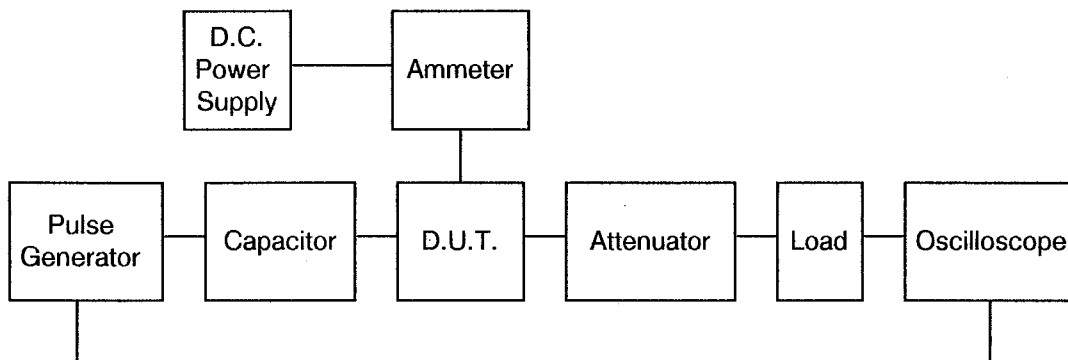 D.C.
Power
Supply
Ammeter
Pulse
Generator
Capacitor
D.U.T.
Attenuator
Load
Oscilloscope